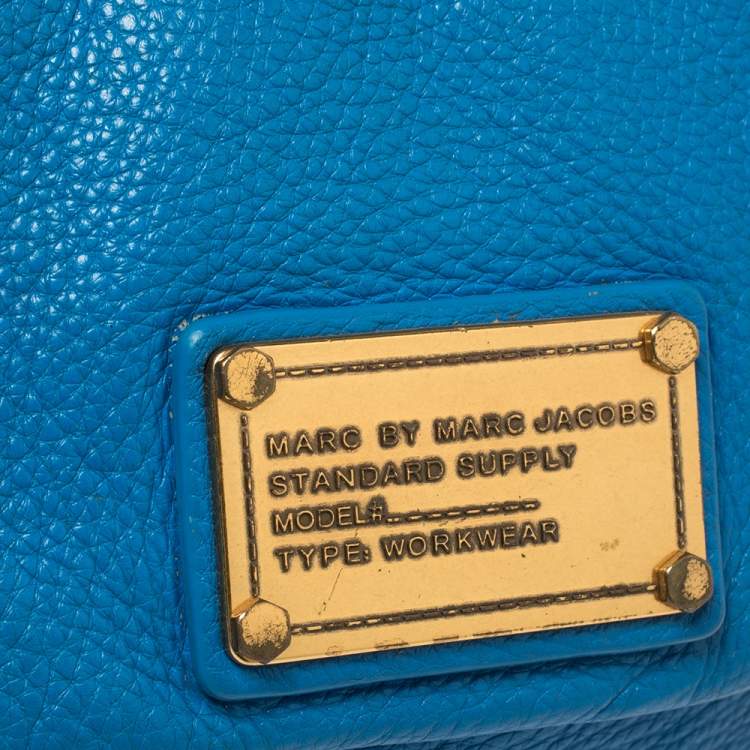 MARC BY MARC JACOBS
STANDARD SUPPLY
MODEL#_ _ _ _ _ _ _ _ _
TYPE: WORKWEAR